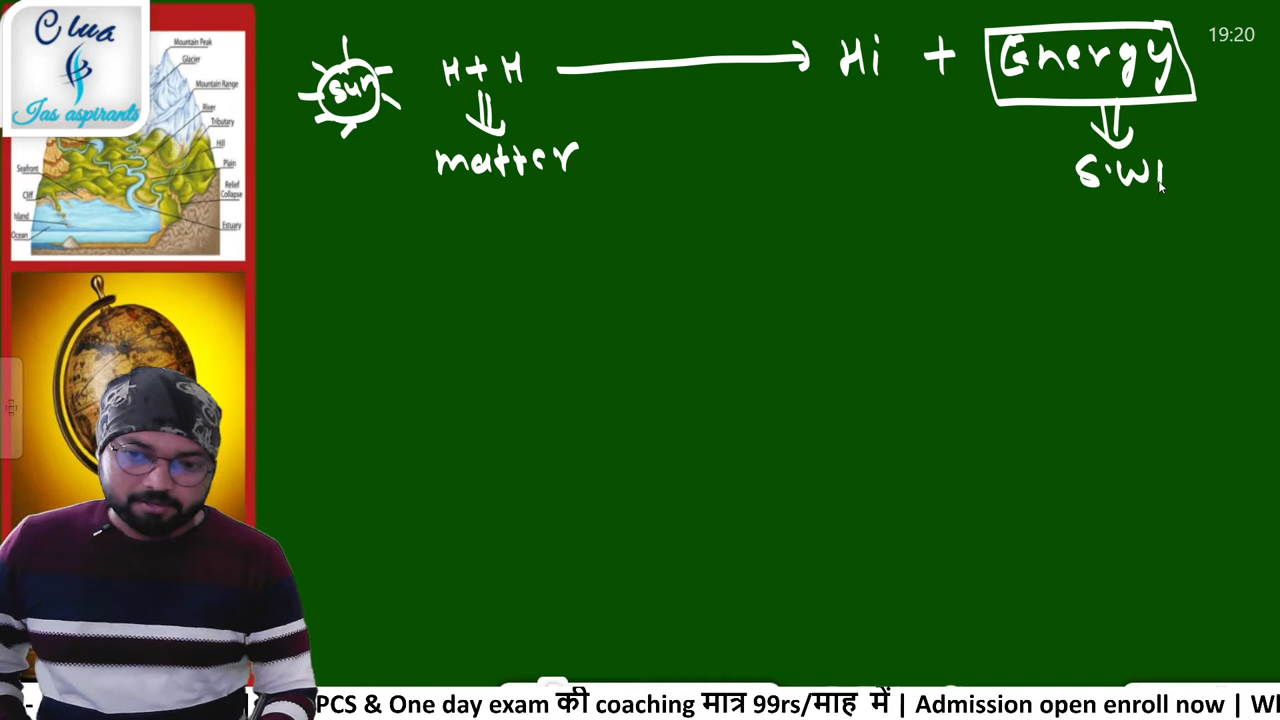 Clua
Ias aspirants
Mountain Peak
Glacier
Mountain Range
River
Tributary
Hill
Plain
Seafront
Relief
Collapse
Cliff
Island
Estuary
Ocean
19:20
sun
H + H → Hi + Energy
matter
S.W
PCS & One day exam की coaching मात्र 99rs/माह में | Admission open enroll now |